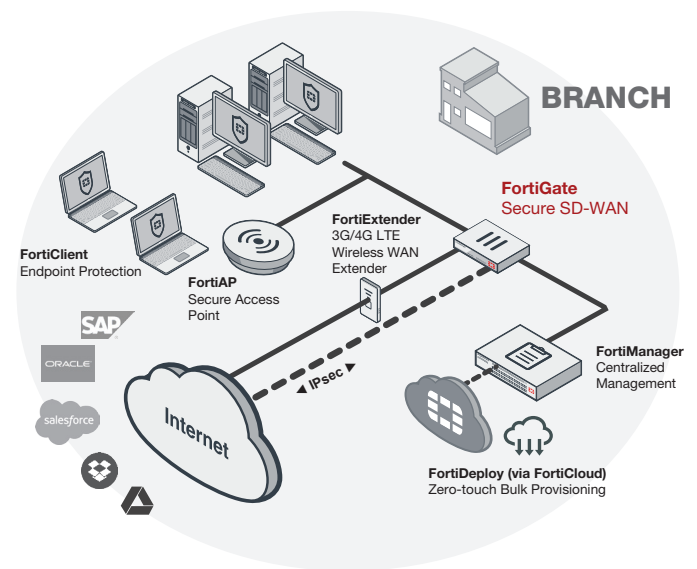 BRANCH
FortiGate
Secure SD-WAN
FortiExtender
3G/4G LTE
Wireless WAN
Extender
FortiClient
Endpoint Protection
FortiAP
Secure Access
Point
SAP
ORACLE
salesforce
Internet
◄ IPsec ►
FortiManager
Centralized
Management
FortiDeploy (via FortiCloud)
Zero-touch Bulk Provisioning